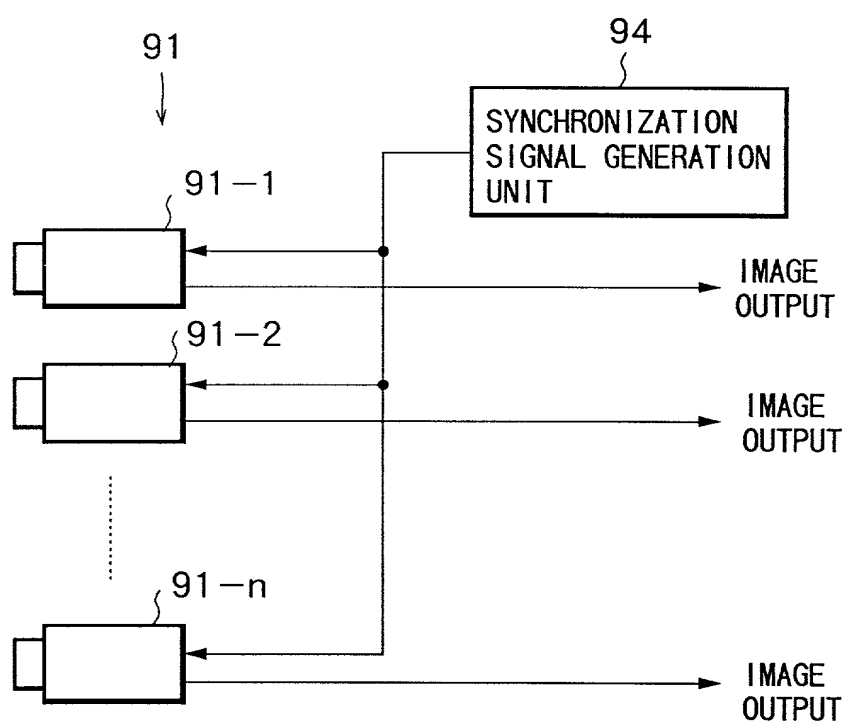 91
94
SYNCHRONIZATION
SIGNAL GENERATION
UNIT
91-1
IMAGE
OUTPUT
91-2
IMAGE
OUTPUT
91-n
IMAGE
OUTPUT